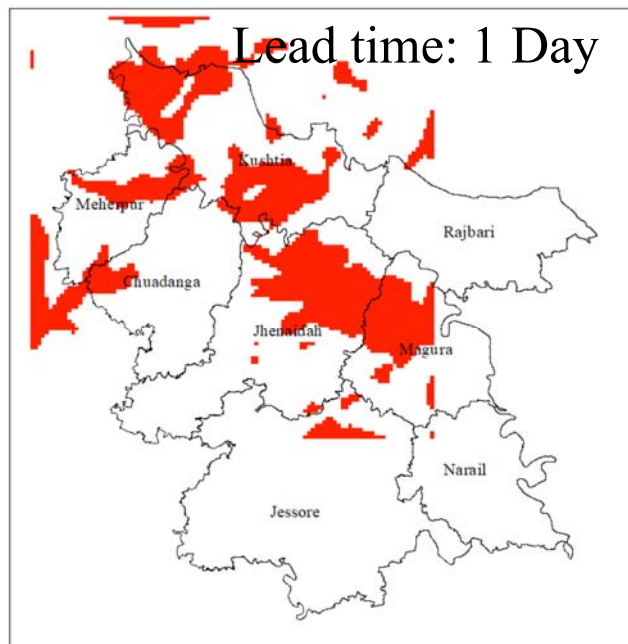 Lead time: 1 Day
Kushtia
Meherpur
Rajbari
Chuadanga
Jhenaidah
Magura
Narail
Jessore